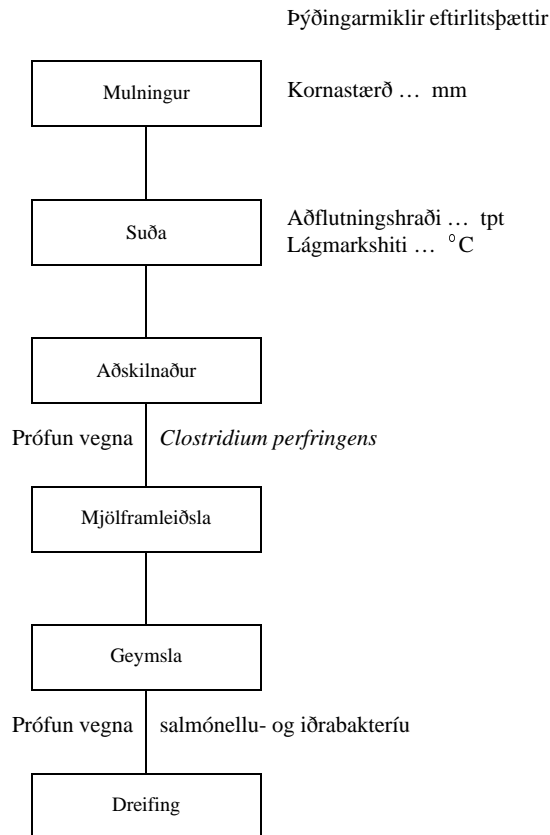 Þýðingarmiklir eftirlitsþættir
Mulningur
Kornastærð … mm
Suða
Aðflutningshraði … tpt
Lágmarkshiti … °C
Aðskilnaður
Prófun vegna Clostridium perfringens
Mjölframleiðsla
Geymsla
Prófun vegna salmónellu- og iðrabakteríu
Dreifing